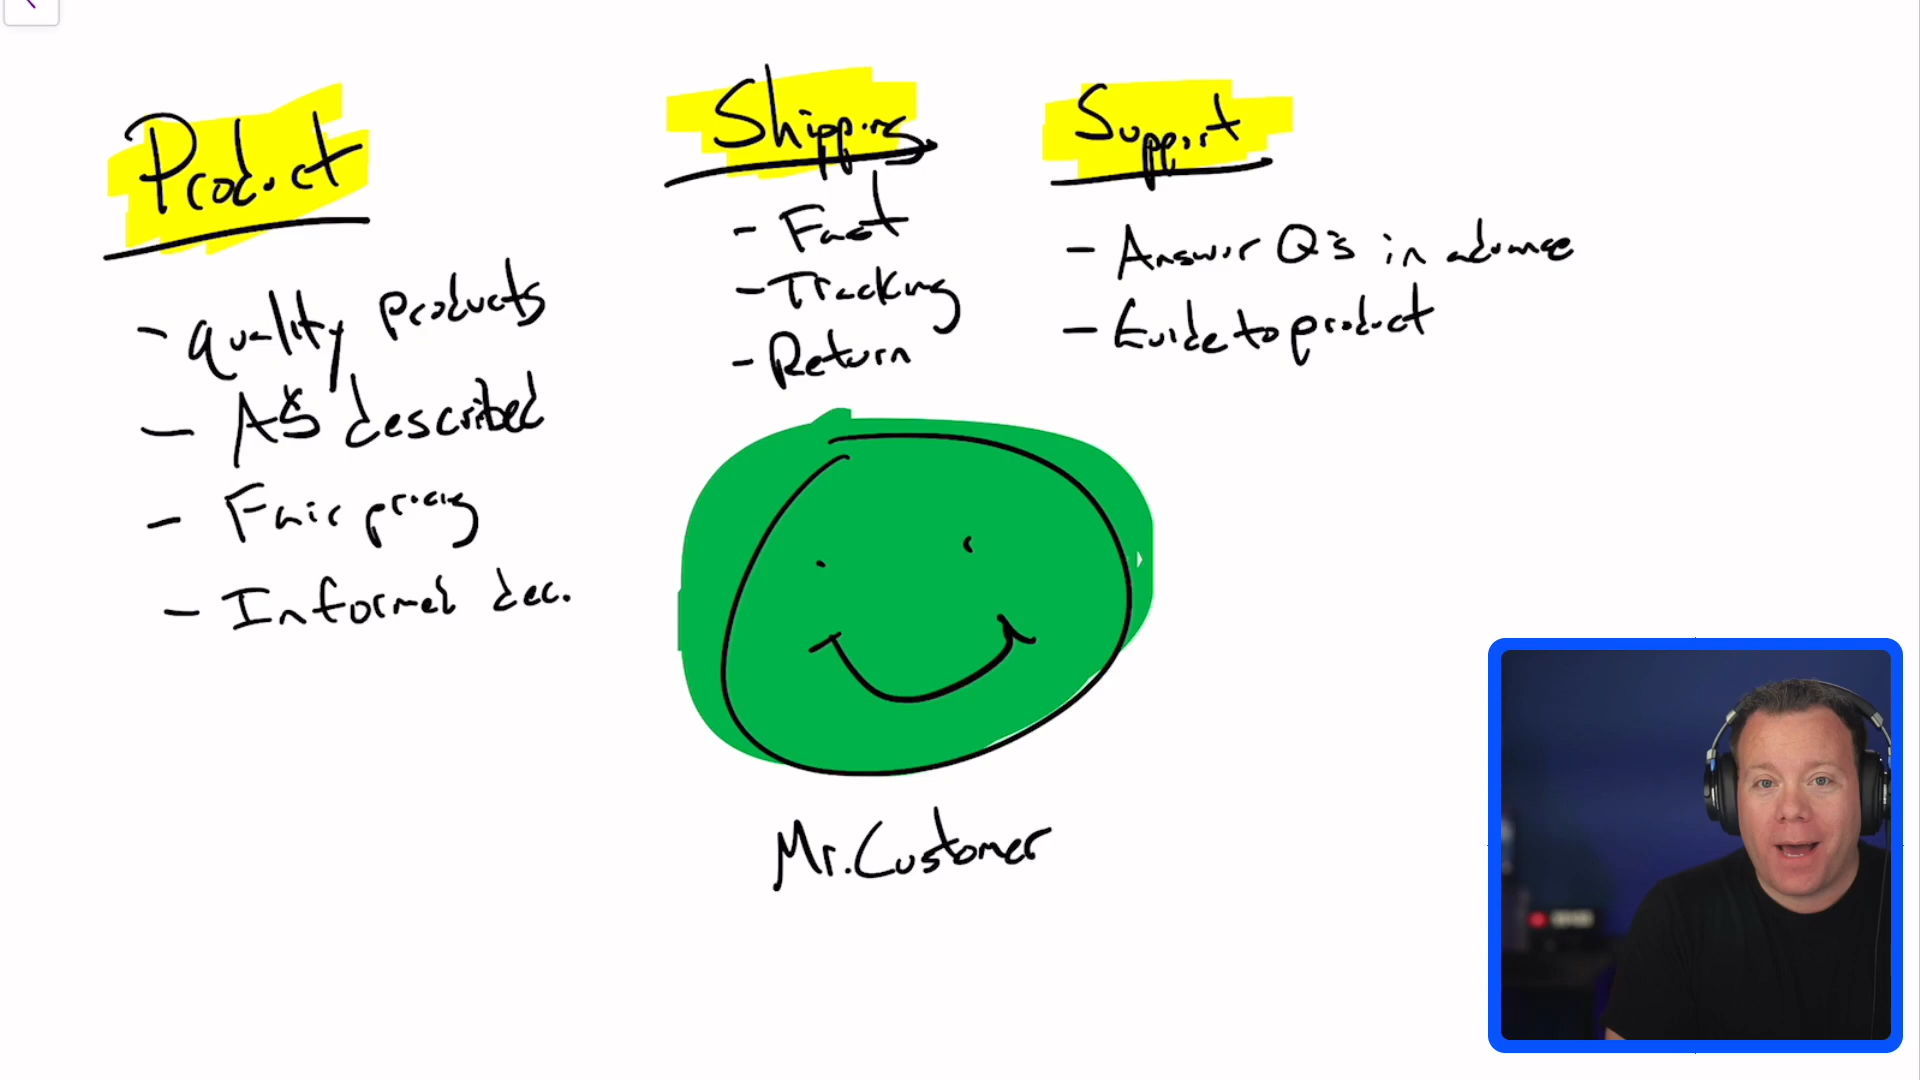 Product
- quality products
- As described
- Fair pricing
- Informed dec.
Shipping
- Fast
- Tracking
- Return
Support
- Answer Q's in advance
- Guide to product
Mr. Customer